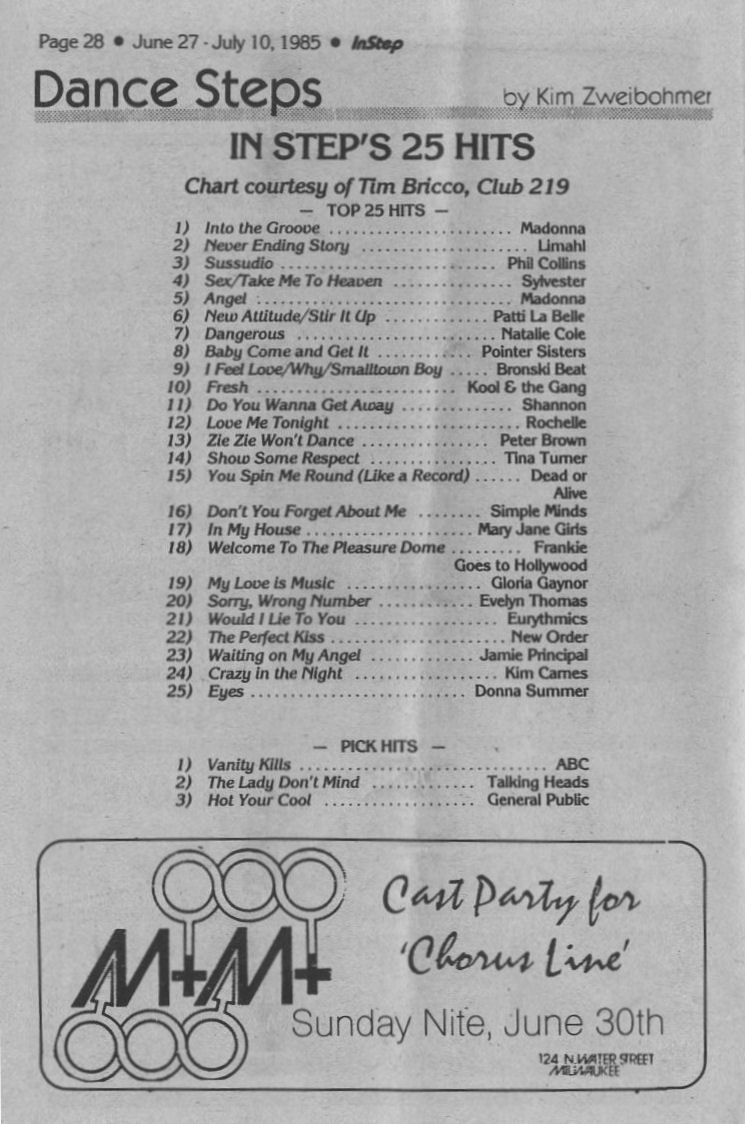 Page 28 • June 27 - July 10, 1985 • InStep
Dance Steps
by Kim Zweibohmer
IN STEP'S 25 HITS
Chart courtesy of Tim Bricco, Club 219
— TOP 25 HITS —
1) Into the Groove ....................... Madonna
2) Never Ending Story ..................... Limahl
3) Sussudio ........................... Phil Collins
4) Sex/Take Me To Heaven ............... Sylvester
5) Angel ................................ Madonna
6) New Attitude/Stir It Up ............. Patti La Belle
7) Dangerous ......................... Natalie Cole
8) Baby Come and Get It ............ Pointer Sisters
9) I Feel Love/Why/Smalltown Boy ..... Bronski Beat
10) Fresh ......................... Kool & the Gang
11) Do You Wanna Get Away .............. Shannon
12) Love Me Tonight ....................... Rochelle
13) Zie Zie Won't Dance ................ Peter Brown
14) Show Some Respect ................ Tina Turner
15) You Spin Me Round (Like a Record) ...... Dead or
Alive
16) Don't You Forget About Me ........ Simple Minds
17) In My House ..................... Mary Jane Girls
18) Welcome To The Pleasure Dome ......... Frankie
Goes to Hollywood
19) My Love is Music ................. Gloria Gaynor
20) Sorry, Wrong Number ............ Evelyn Thomas
21) Would I Lie To You .................. Eurythmics
22) The Perfect Kiss ...................... New Order
23) Waiting on My Angel ............. Jamie Principal
24) Crazy in the Night .................. Kim Carnes
25) Eyes ........................... Donna Summer
— PICK HITS —
1) Vanity Kills ............................... ABC
2) The Lady Don't Mind ............. Talking Heads
3) Hot Your Cool ................... General Public
M+M+
Cast Party for
'Chorus Line'
Sunday Nite, June 30th
124 N. WATER STREET
MILWAUKEE